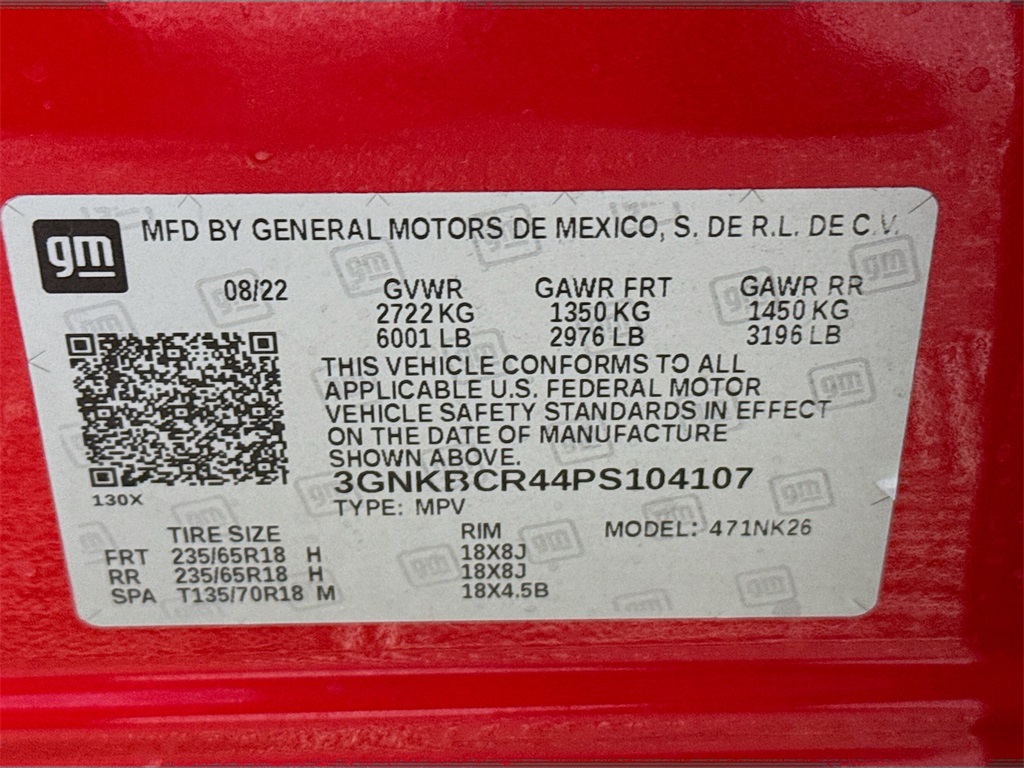 gm MFD BY GENERAL MOTORS DE MEXICO, S. DE R.L. DE C.V.
08/22 GVWR GAWR FRT GAWR RR
2722 KG 1350 KG 1450 KG
6001 LB 2976 LB 3196 LB
THIS VEHICLE CONFORMS TO ALL
APPLICABLE U.S. FEDERAL MOTOR
VEHICLE SAFETY STANDARDS IN EFFECT
ON THE DATE OF MANUFACTURE
SHOWN ABOVE.
3GNKBCR44PS104107
130X
TYPE: MPV
TIRE SIZE RIM MODEL: 471NK26
FRT 235/65R18 H 18X8J
RR 235/65R18 H 18X8J
SPA T135/70R18 M 18X4.5B